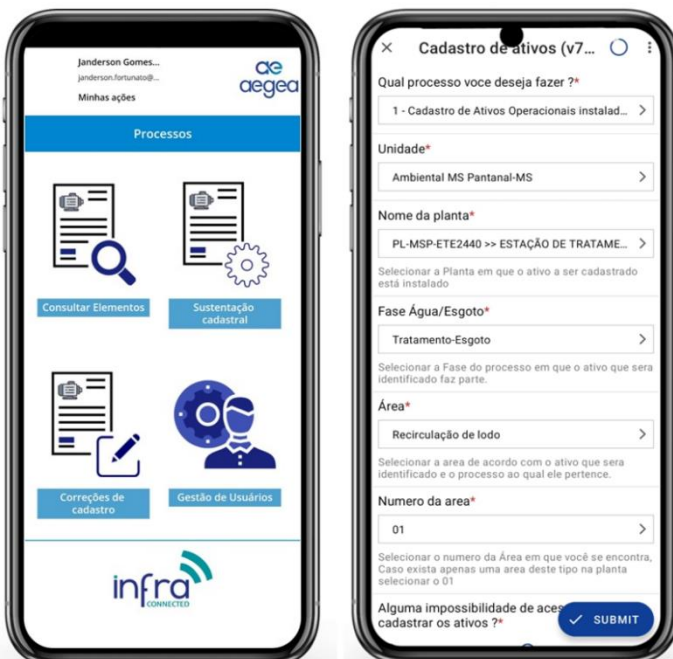 Janderson Gomes...
janderson.fortunato@...
Minhas ações
ae
aegea
Processos
Consultar Elementos
Sustentação
cadastral
Correções de
cadastro
Gestão de Usuários
infra
CONNECTED
Cadastro de ativos (v7...
Qual processo voce deseja fazer ?*
1 - Cadastro de Ativos Operacionais instalad...
Unidade*
Ambiental MS Pantanal-MS
Nome da planta*
PL-MSP-ETE2440 >> ESTAÇÃO DE TRATAME...
Selecionar a Planta em que o ativo a ser cadastrado
está instalado
Fase Água/Esgoto*
Tratamento-Esgoto
Selecionar a Fase do processo em que o ativo que sera
identificado faz parte.
Área*
Recirculação de lodo
Selecionar a area de acordo com o ativo que sera
identificado e o processo ao qual ele pertence.
Numero da area*
01
Selecionar o numero da Área em que você se encontra,
Caso exista apenas uma area deste tipo na planta
selecionar o 01
Alguma impossibilidade de aces
cadastrar os ativos ?*
SUBMIT